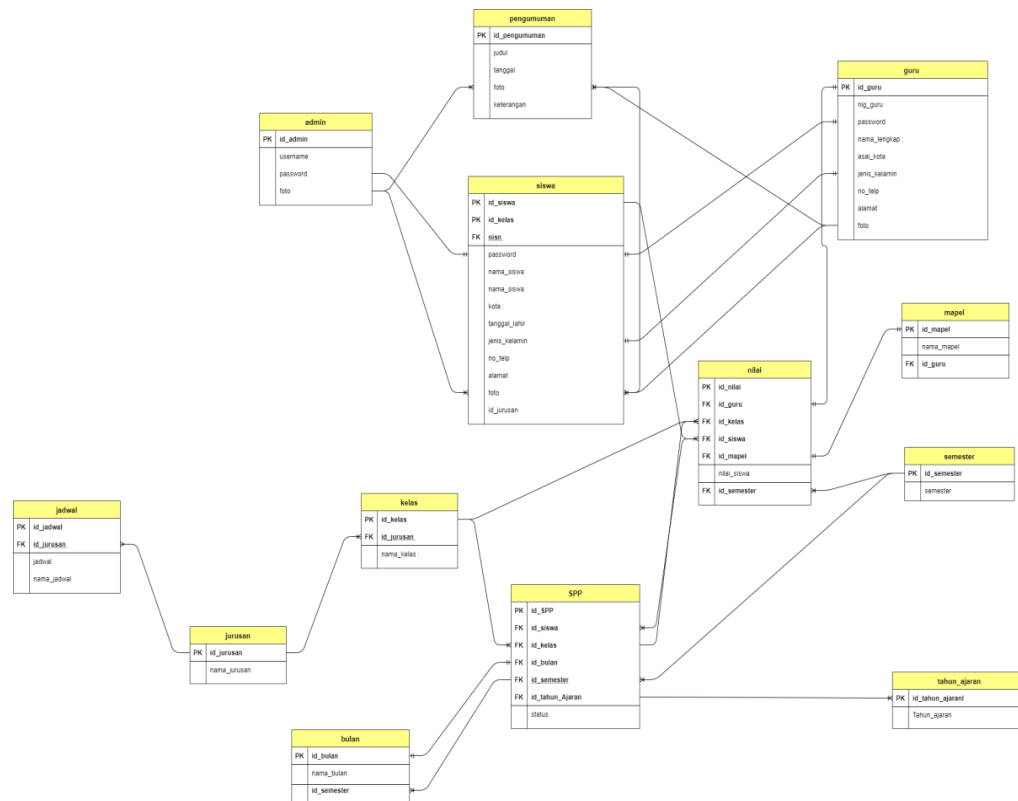 pengumuman
PK id_pengumuman
judul
tanggal
foto
keterangan
guru
PK id_guru
nig_guru
password
nama_lengkap :
asal_kota
jenis_kelamin
no_telp
alamat
foto
admin
PK id_admin
username
password
foto
siswa
PK id_siswa
PK id_kelas
FK nisn
password
nama_siswa
nama_siswa
kota :
tanggal_lahir
jenis_kelamin
no_telp
alamat
foto
id_jurusan
mapel
PK id_mapel
nama_mapel
FK id_guru
nilai
PK id_nilai
FK id_guru
FK id_kelas
FK id_siswa
FK id_mapel
nilai_siswa
FK id_semester
semester
PK id_semester
semester
jadwal
PK id_jadwal
FK id_jurusan
jadwal
nama_jadwal
kelas
PK id_kelas
FK id_jurusan
nama_kelas :
jurusan
PK id_jurusan
nama_jurusan
SPP
PK id_SPP
FK id_siswa
FK id_kelas
FK id_bulan
FK id_semester
FK id_tahun_Ajaran
status
tahun_ajaran
PK id_tahun_ajaranl
Tahun_ajaran
bulan
PK id_bulan
nama_bulan
id_semester